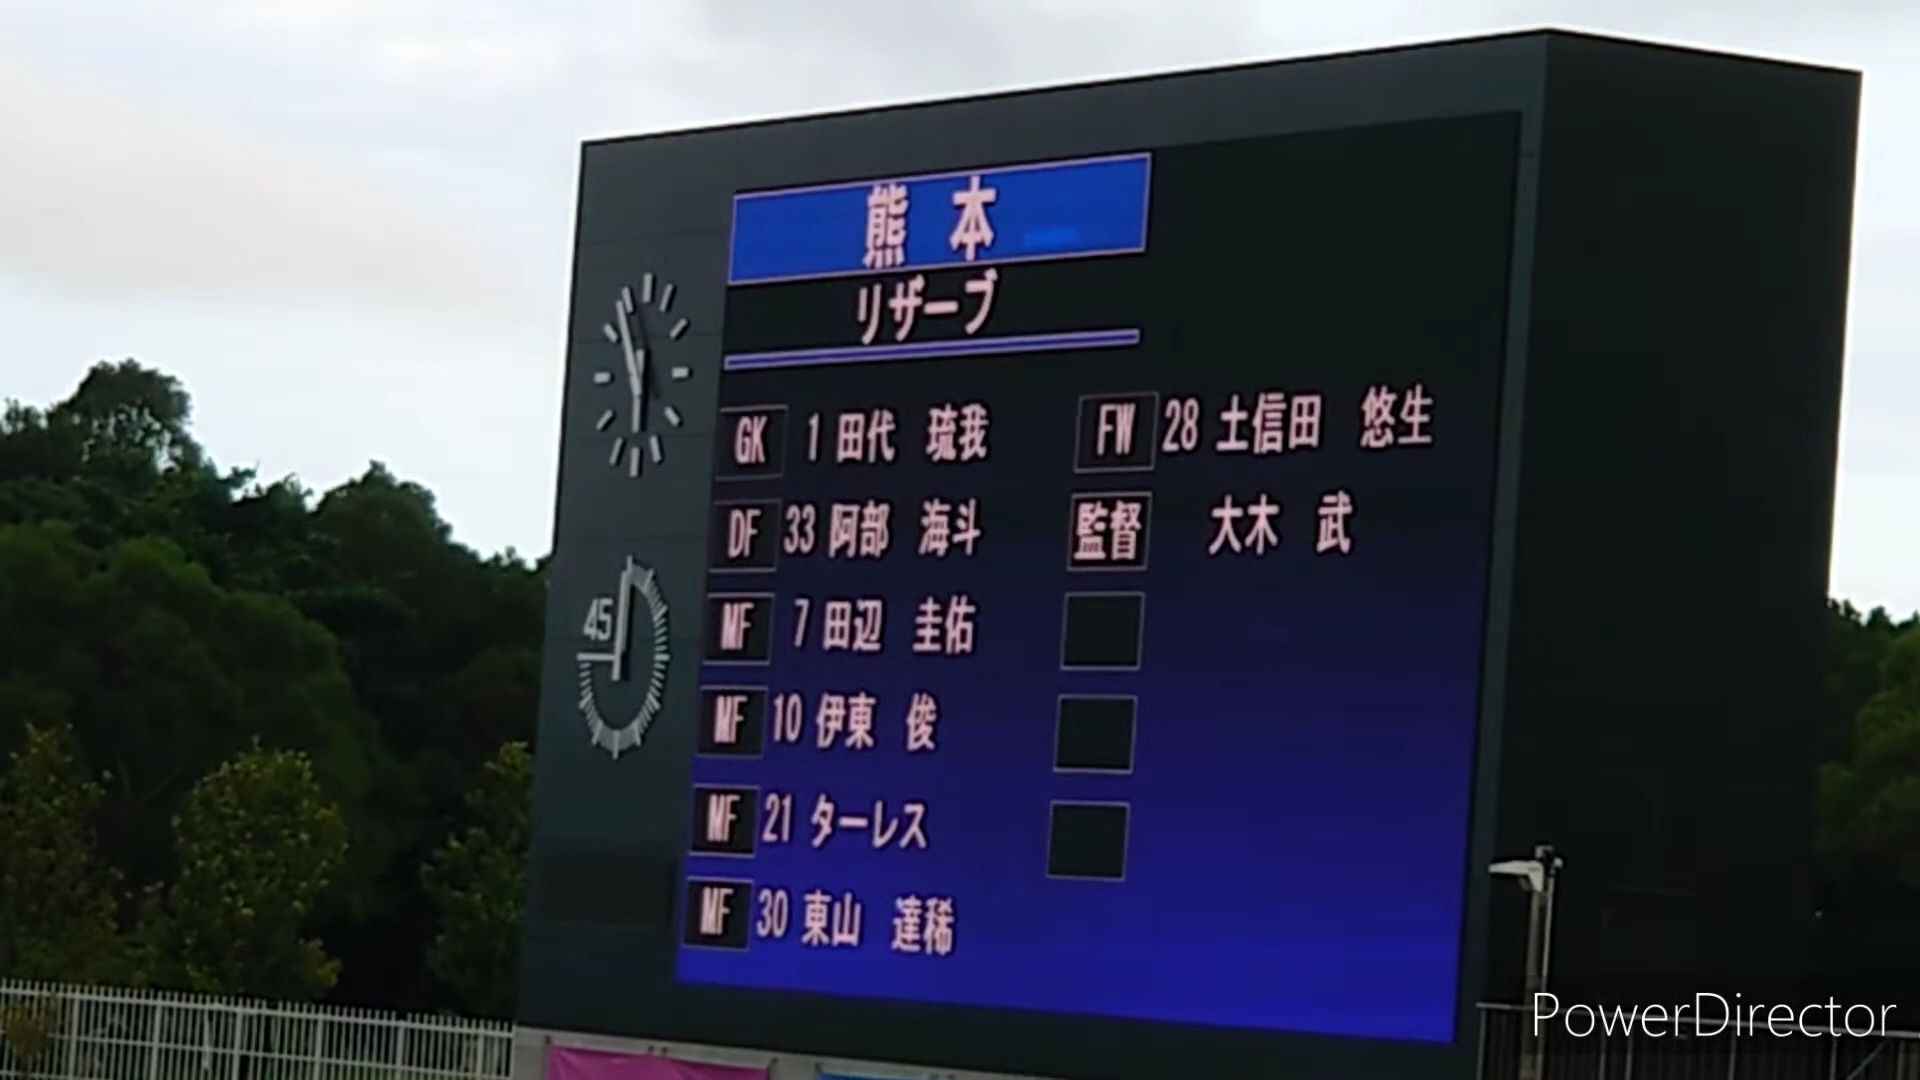 熊本
リザーブ
GK 1 田代 琉我
DF 33 阿部 海斗
MF 7 田辺 圭佑
MF 10 伊東 俊
MF 21 ターレス
MF 30 東山 達稀
FW 28 土信田 悠生
監督 大木 武
45
PowerDirector